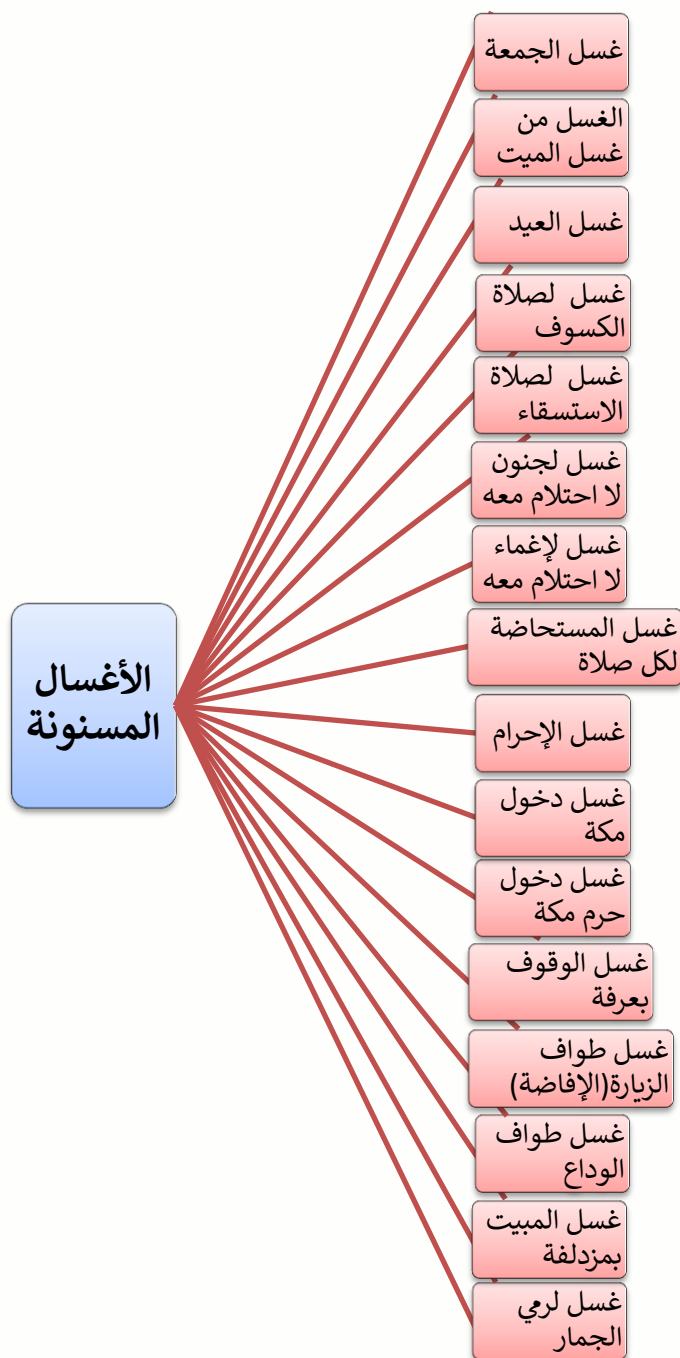 الأغسال
المسنونة
غسل الجمعة
الغسل من
غسل الميت
غسل العيد
غسل لصلاة
الكسوف
غسل لصلاة
الاستسقاء
غسل لجنون
لا احتلام معه
غسل لإغماء
لا احتلام معه
غسل المستحاضة
لكل صلاة
غسل الإحرام
غسل دخول
مكة
غسل دخول
حرم مكة
غسل الوقوف
بعرفة
غسل طواف
الزيارة(الإفاضة)
غسل طواف
الوداع
غسل المبيت
بمزدلفة
غسل لرمي
الجمار